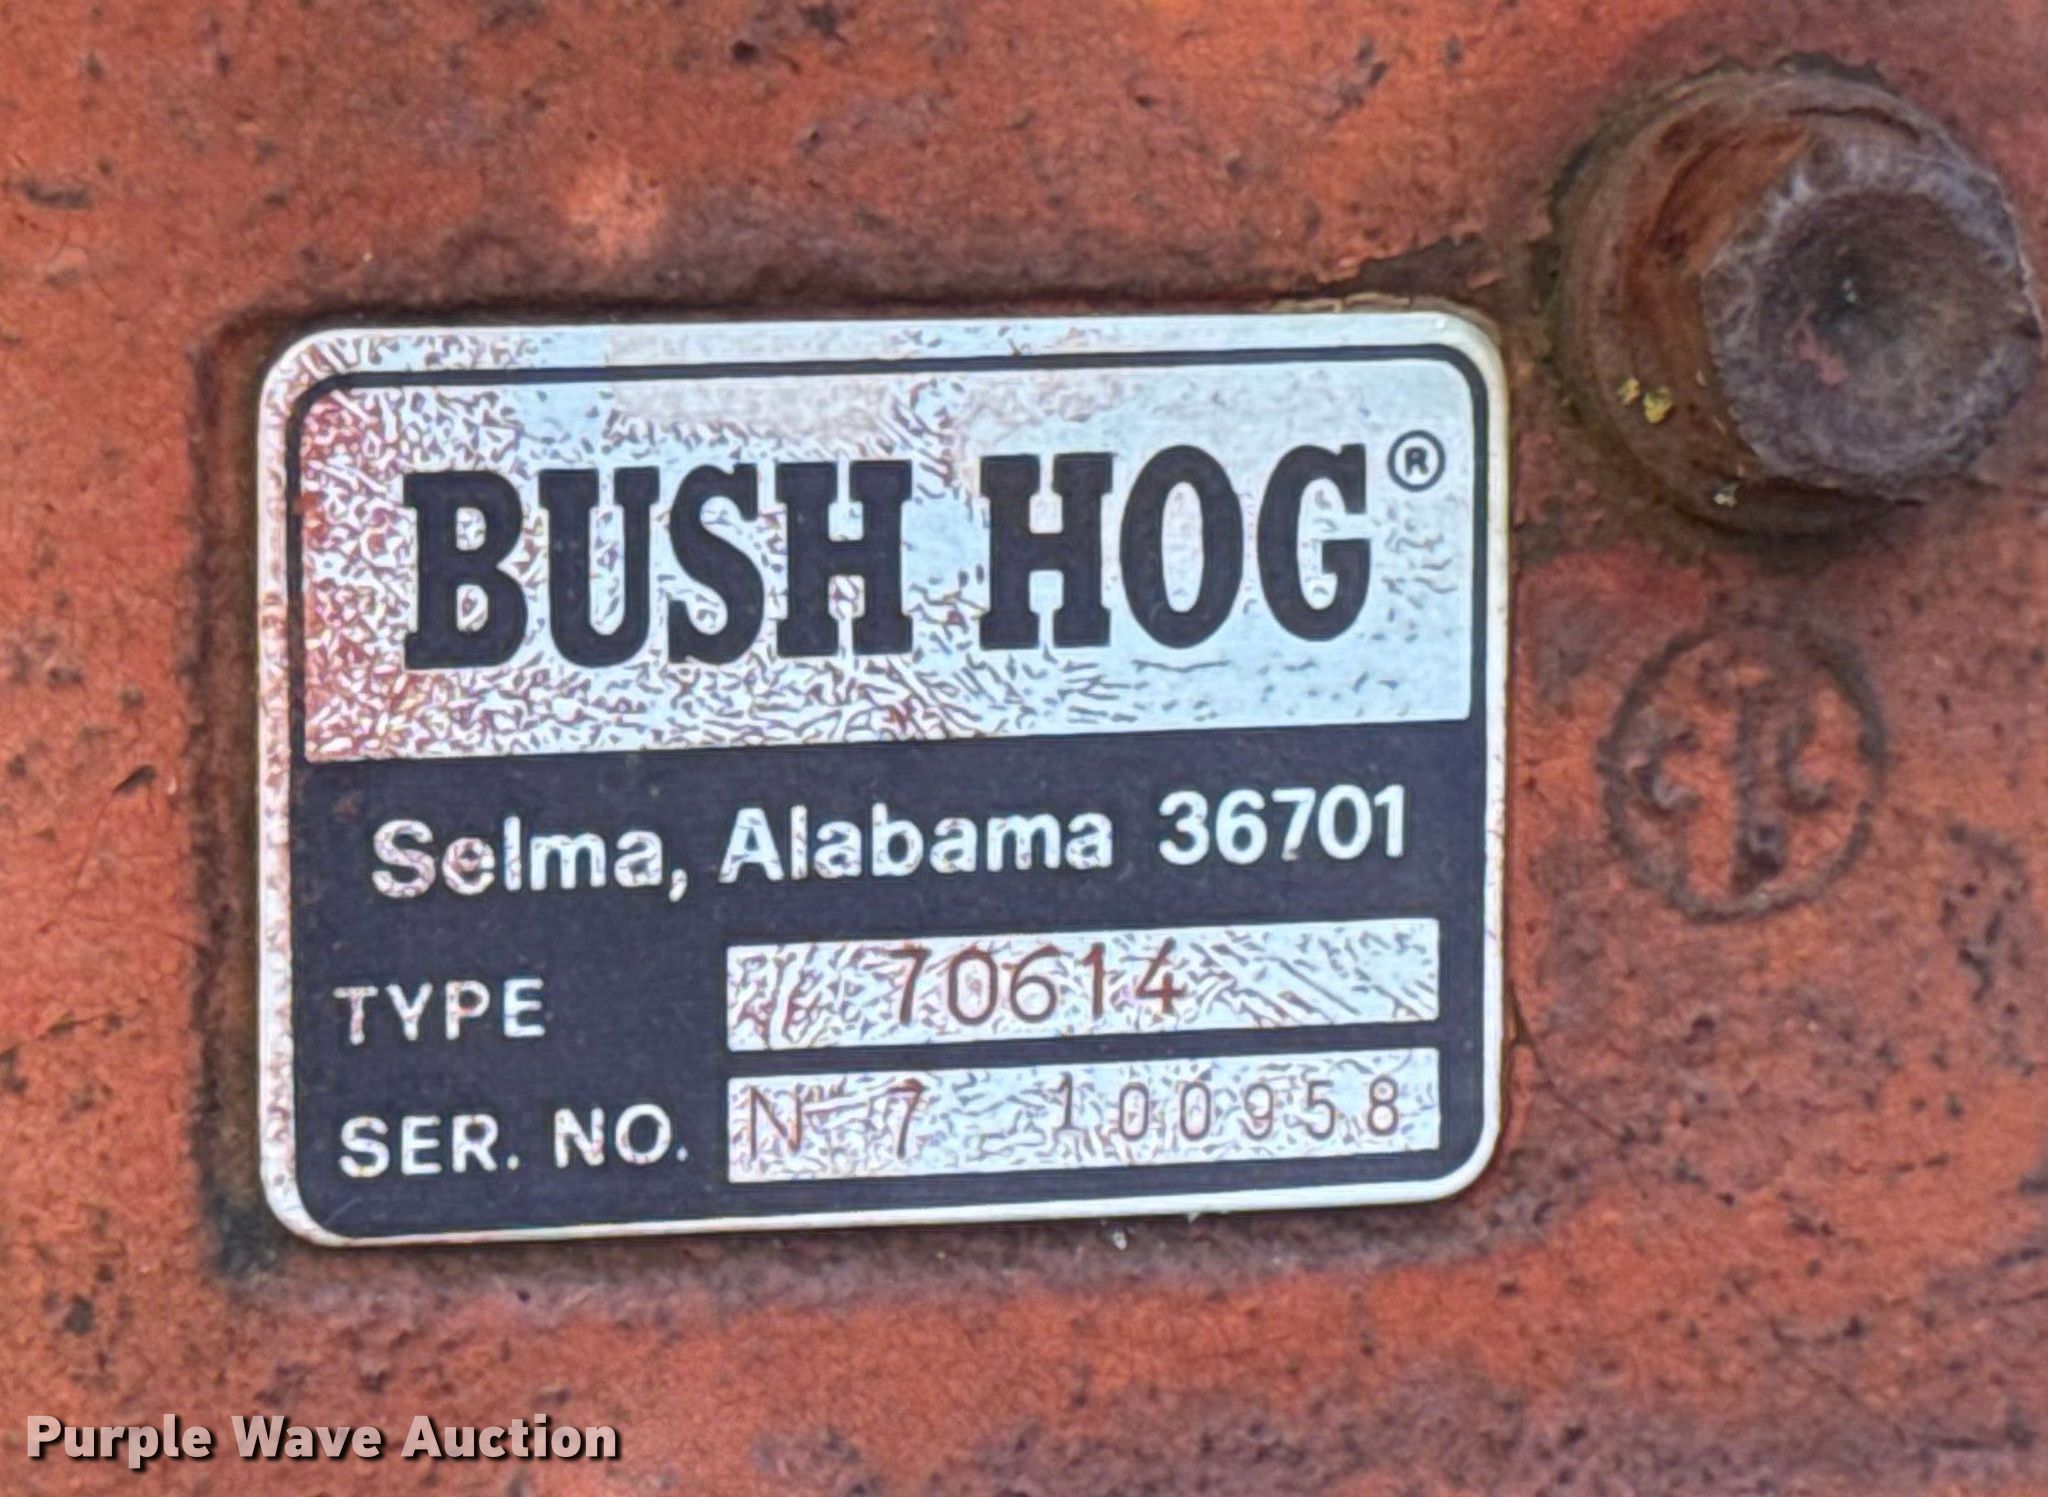 BUSH HOG®
Selma, Alabama 36701
TYPE 70614
SER. NO. N 7 100958
Purple Wave Auction